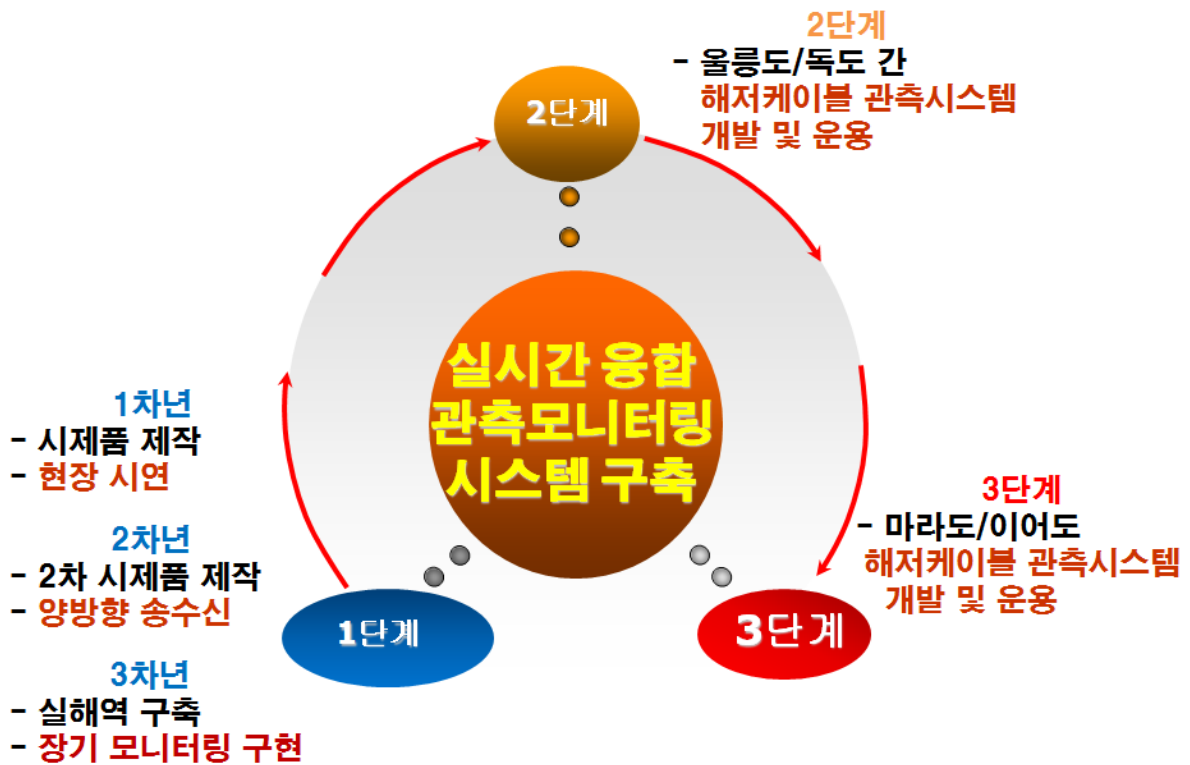 2단계
- 울릉도/독도 간
해저케이블 관측시스템
개발 및 운용
2단계
실시간 융합
관측모니터링
시스템 구축
1차년
- 시제품 제작
- 현장 시연
2차년
- 2차 시제품 제작
- 양방향 송수신
3차년
- 실해역 구축
- 장기 모니터링 구현
1단계
3단계
- 마라도/이어도
해저케이블 관측시스템
개발 및 운용
3단계